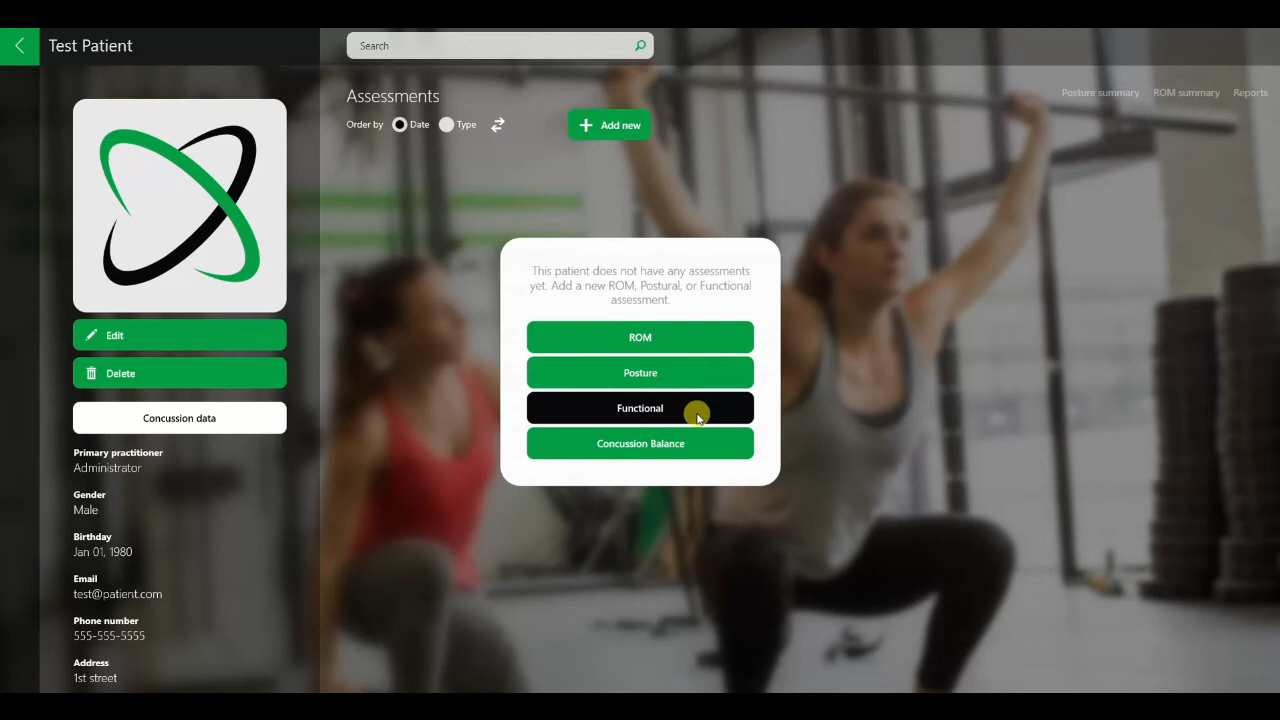 Test Patient
Search
Assessments
Order by Date Type
Add new
Posture summary ROM summary Reports
This patient does not have any assessments
yet. Add a new ROM, Postural, or Functional
assessment.
ROM
Posture
Functional
Concussion Balance
Edit
Delete
Concussion data
Primary practitioner
Administrator
Gender
Male
Birthday
Jan 01, 1980
Email
test@patient.com
Phone number
555-555-5555
Address
1st street